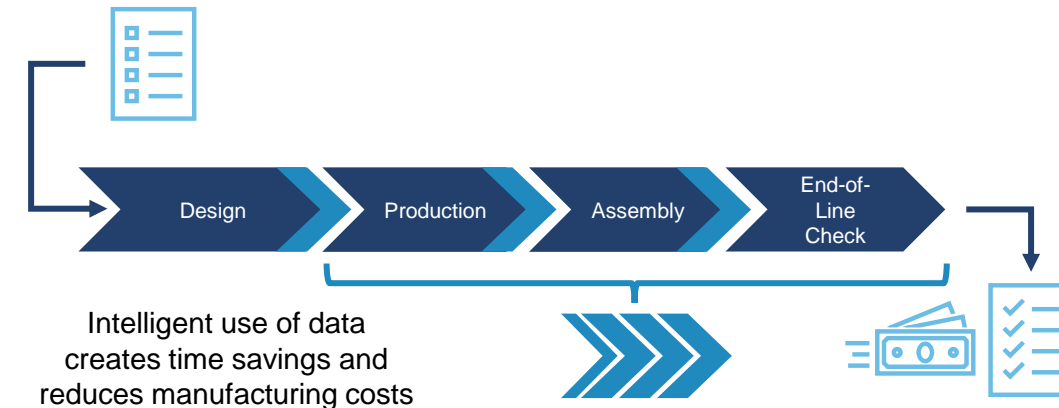 Design
Production
Assembly
End-of-
Line
Check
Intelligent use of data
creates time savings and
reduces manufacturing costs